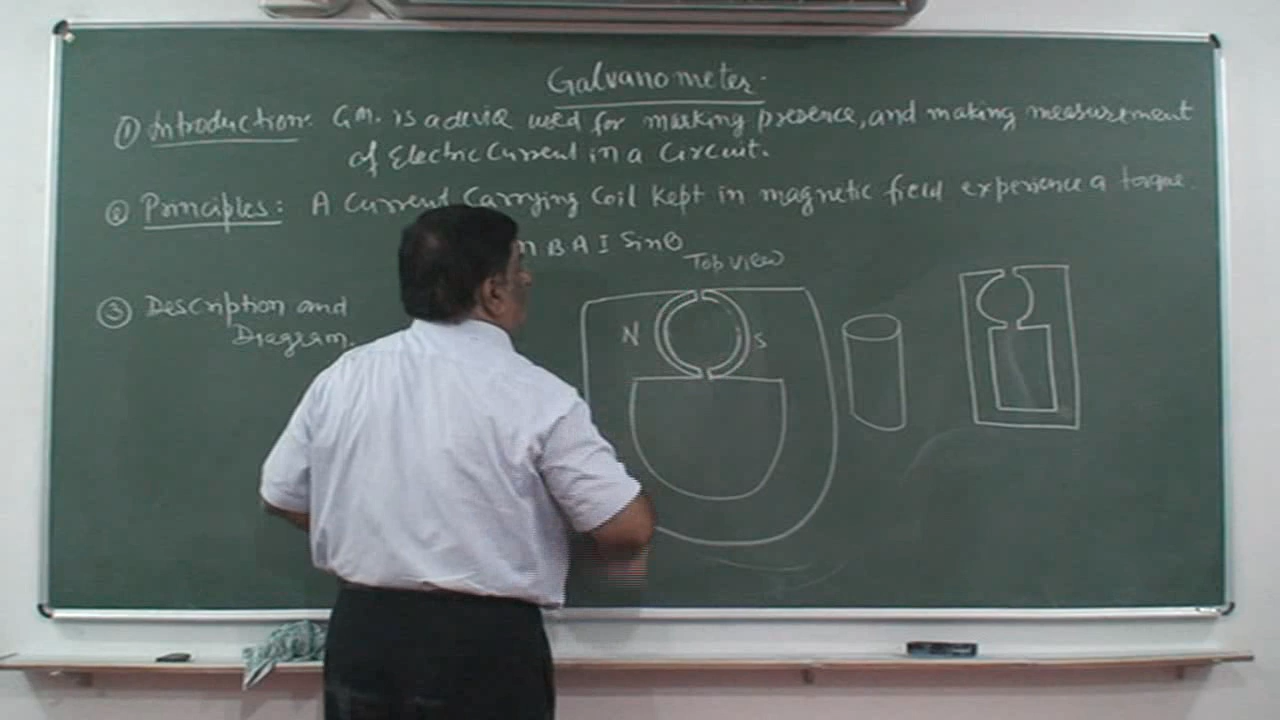 Galvanometer.
① Introduction: GM. is a device used for marking presence, and making measurement
of Electric Current in a Circuit.
② Principles: A Current Carrying Coil kept in magnetic field experience a torque.
n B A I Sinθ
Top view
③ Description and
Diagram.
N S